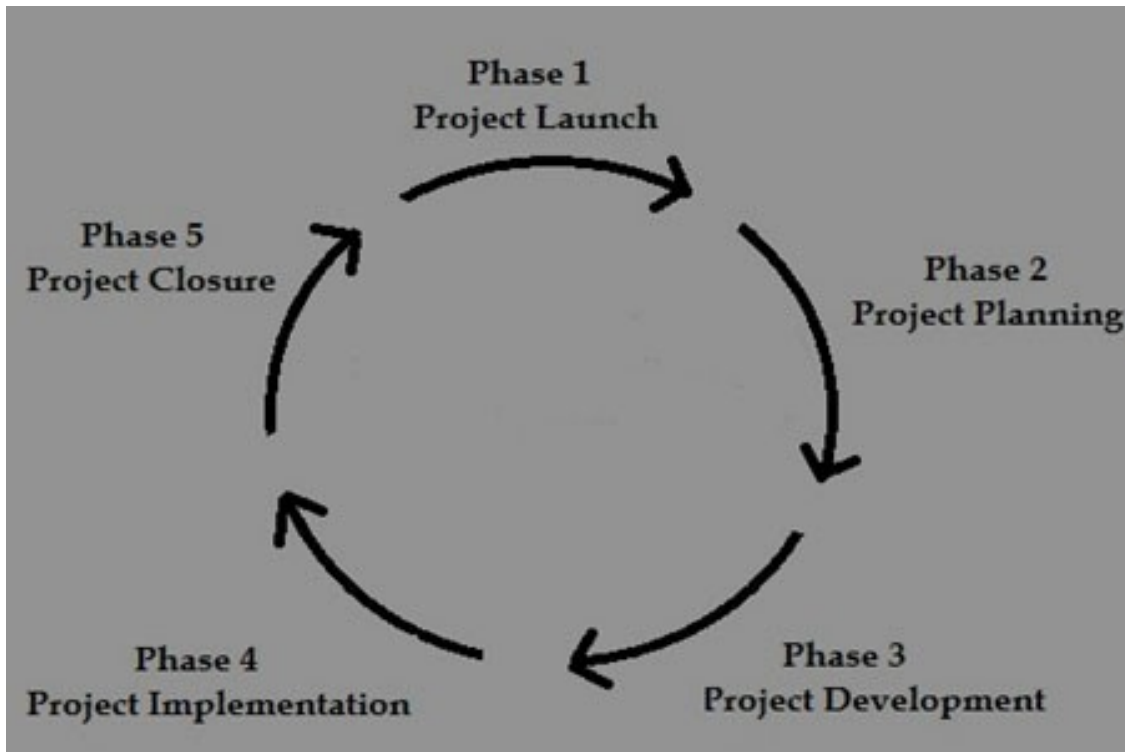 Phase 1
Project Launch
Phase 2
Project Planning
Phase 3
Project Development
Phase 4
Project Implementation
Phase 5
Project Closure